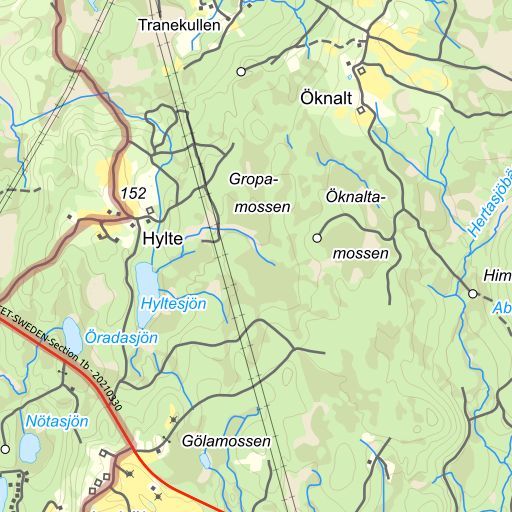 Tranekullen
Öknalt
Gropa-
mossen
152
Öknalta-
mossen
Hylte
Hertasjöbä
Him
Ab
Hyltesjön
Öradasjön
ET-SWEDEN-Section 1b - 20210330
Nötasjön
Gölamossen